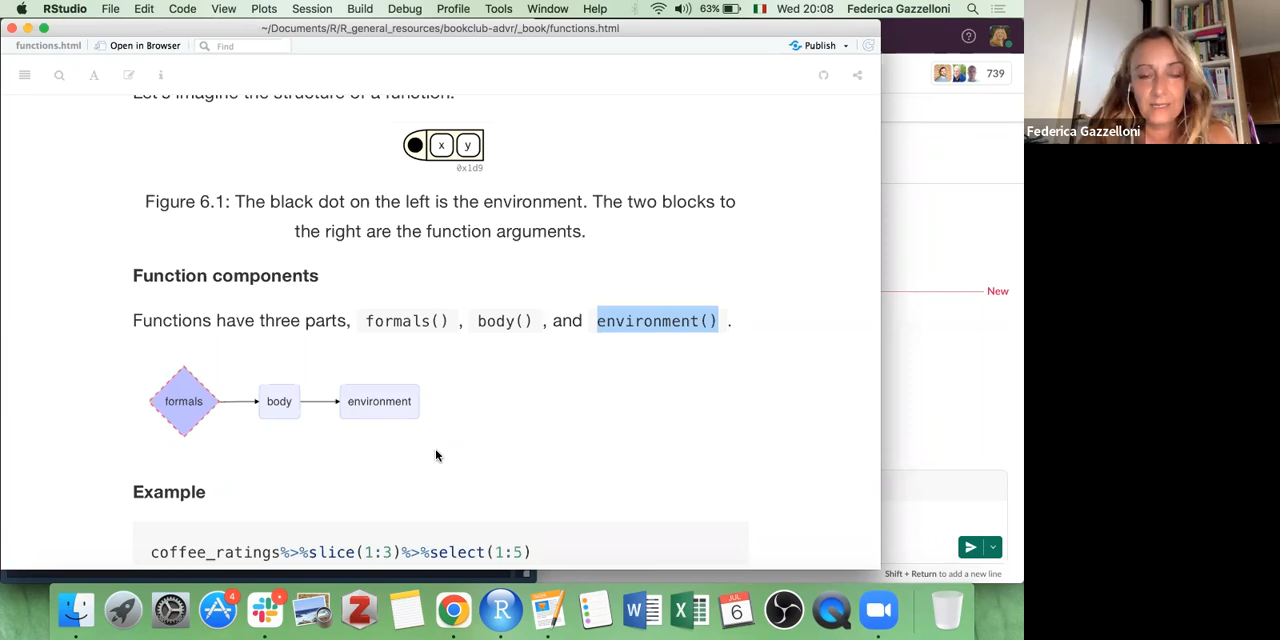 RStudio File Edit Code View Plots Session Build Debug Profile Tools Window Help 63% Wed 20:08 Federica Gazzelloni
~/Documents/R/R_general_resources/bookclub-advr/_book/functions.html
functions.html Open in Browser Find Publish
A i
739
Let's imagine the structure of a function.
x y
0x1d9
Figure 6.1: The black dot on the left is the environment. The two blocks to
the right are the function arguments.
Function components
New
Functions have three parts, formals() , body() , and environment() .
formals body environment
Example
coffee_ratings%>%slice(1:3)%>%select(1:5)
Shift + Return to add a new line
4
Z
R
W
X
JUL
6
Federica Gazzelloni